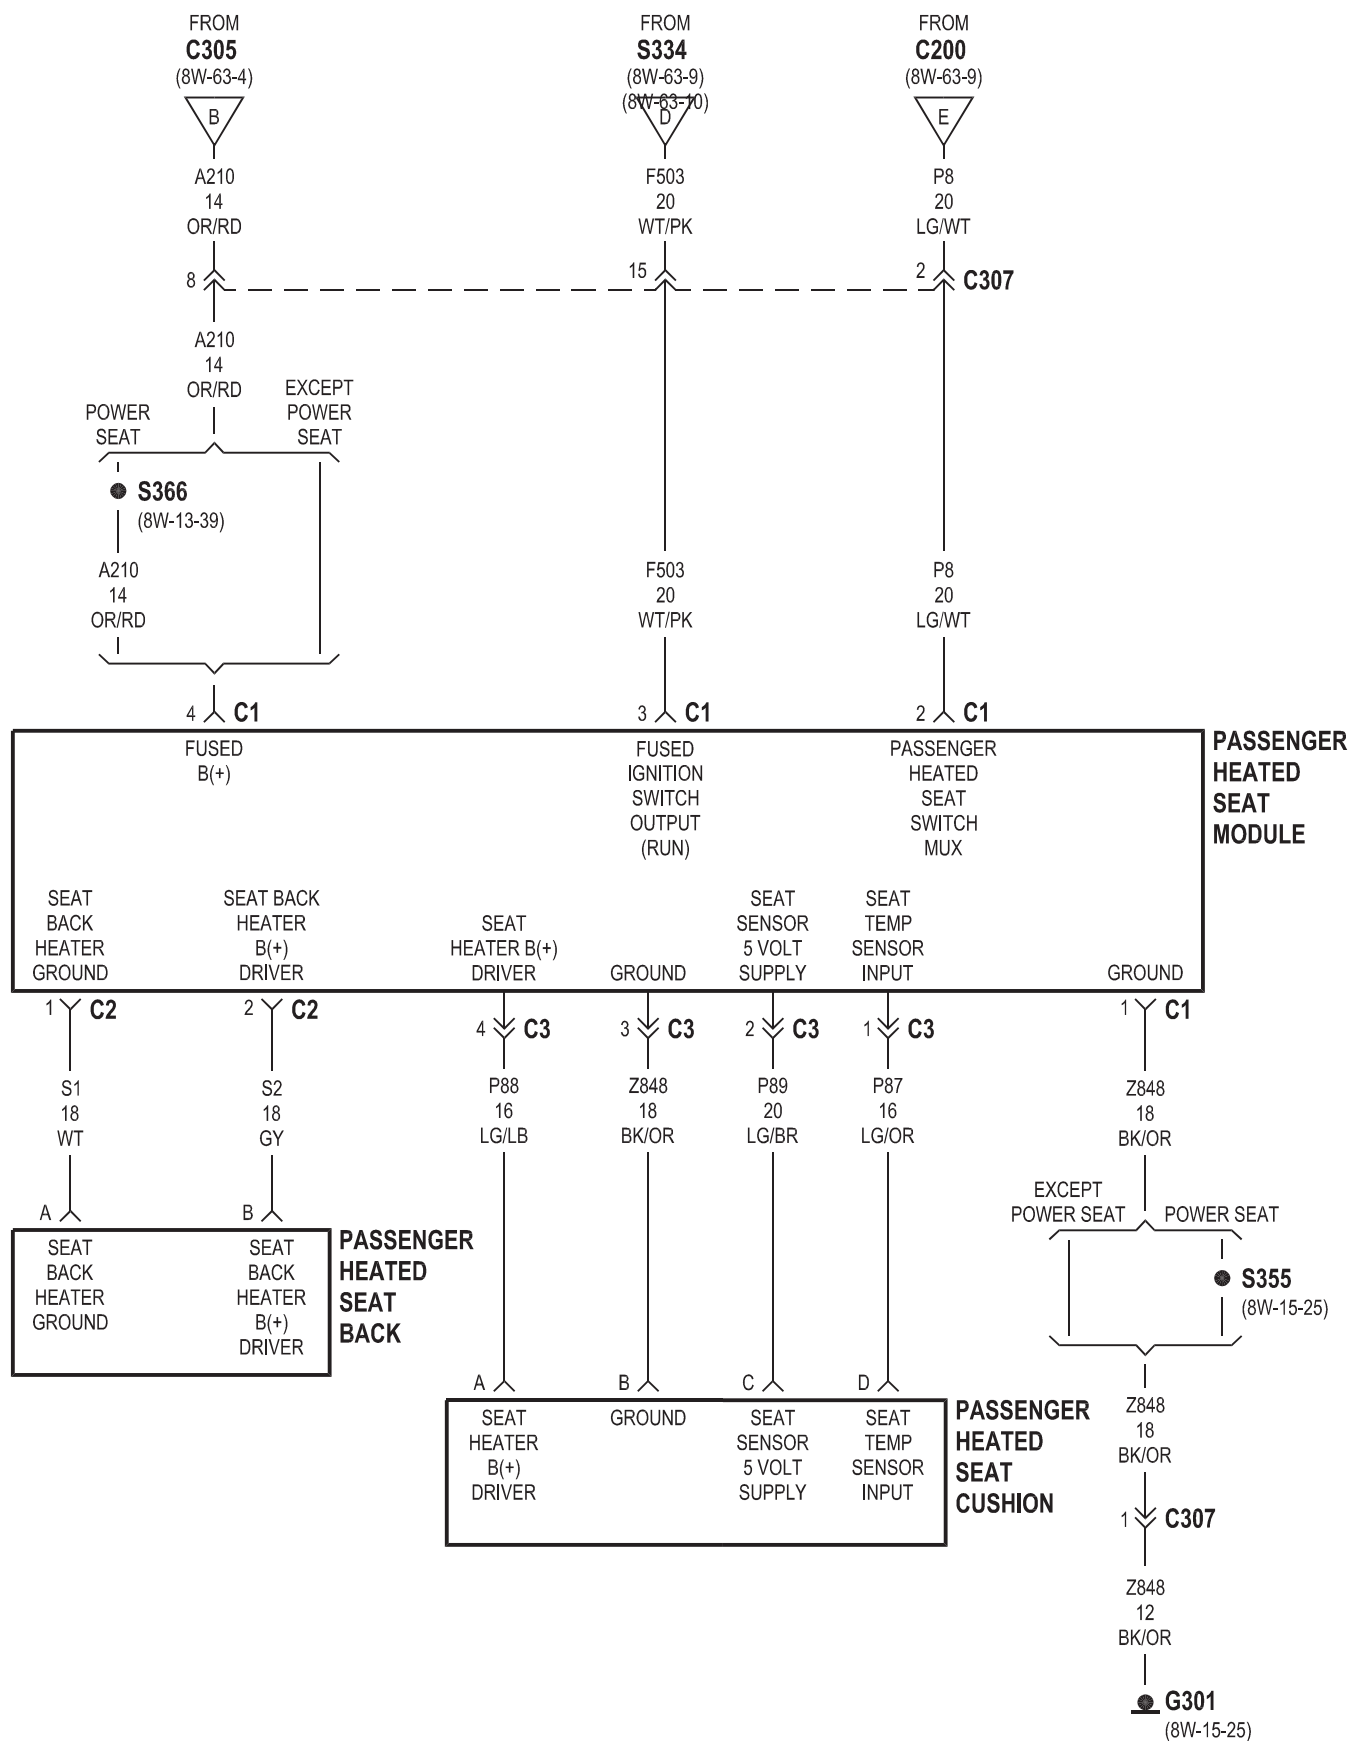 FROM
C305
(8W-63-4)
B
FROM
S334
(8W-63-9)
(8W-63-10)
D
FROM
C200
(8W-63-9)
E
A210
14
OR/RD
F503
20
WT/PK
P8
20
LG/WT
8
15
2
C307
A210
14
OR/RD
POWER
SEAT
EXCEPT
POWER
SEAT
S366
(8W-13-39)
A210
14
OR/RD
F503
20
WT/PK
P8
20
LG/WT
4
C1
3
C1
2
C1
FUSED
B(+)
FUSED
IGNITION
SWITCH
OUTPUT
(RUN)
PASSENGER
HEATED
SEAT
SWITCH
MUX
PASSENGER
HEATED
SEAT
MODULE
SEAT
BACK
HEATER
GROUND
SEAT BACK
HEATER
B(+)
DRIVER
SEAT
HEATER B(+)
DRIVER
GROUND
SEAT
SENSOR
5 VOLT
SUPPLY
SEAT
TEMP
SENSOR
INPUT
GROUND
1
C2
2
C2
4
C3
3
C3
2
C3
1
C3
1
C1
S1
18
WT
S2
18
GY
P88
16
LG/LB
Z848
18
BK/OR
P89
20
LG/BR
P87
16
LG/OR
Z848
18
BK/OR
A
B
SEAT
BACK
HEATER
GROUND
SEAT
BACK
HEATER
B(+)
DRIVER
PASSENGER
HEATED
SEAT
BACK
EXCEPT
POWER SEAT
POWER SEAT
S355
(8W-15-25)
A
B
C
D
SEAT
HEATER
B(+)
DRIVER
GROUND
SEAT
SENSOR
5 VOLT
SUPPLY
SEAT
TEMP
SENSOR
INPUT
PASSENGER
HEATED
SEAT
CUSHION
Z848
18
BK/OR
1
C307
Z848
12
BK/OR
G301
(8W-15-25)